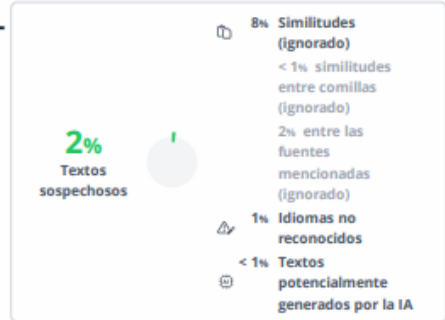 2%
Textos
sospechosos
8% Similitudes
(ignorado)
< 1% similitudes
entre comillas
(ignorado)
2% entre las
fuentes
mencionadas
(ignorado)
1% Idiomas no
reconocidos
< 1% Textos
potencialmente
generados por la IA